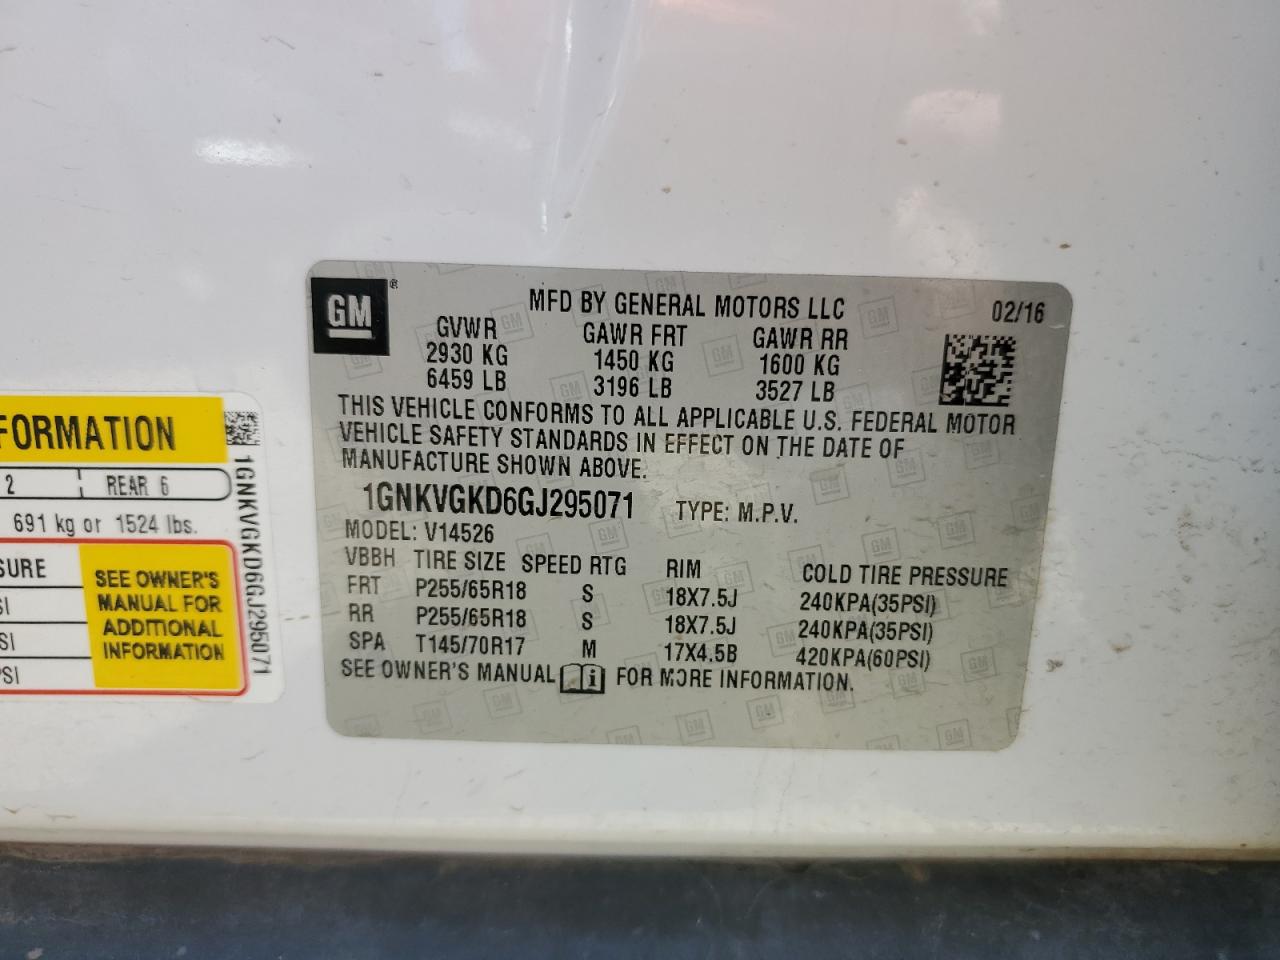 GM®
MFD BY GENERAL MOTORS LLC 02/16
GVWR GAWR FRT GAWR RR
2930 KG 1450 KG 1600 KG
6459 LB 3196 LB 3527 LB
THIS VEHICLE CONFORMS TO ALL APPLICABLE U.S. FEDERAL MOTOR
VEHICLE SAFETY STANDARDS IN EFFECT ON THE DATE OF
MANUFACTURE SHOWN ABOVE.
1GNKVGKD6GJ295071 TYPE: M.P.V.
MODEL: V14526
VBBH TIRE SIZE SPEED RTG RIM COLD TIRE PRESSURE
FRT P255/65R18 S 18X7.5J 240KPA(35PSI)
RR P255/65R18 S 18X7.5J 240KPA(35PSI)
SPA T145/70R17 M 17X4.5B 420KPA(60PSI)
SEE OWNER'S MANUAL i FOR MORE INFORMATION.
FORMATION
2 REAR 6
691 kg or 1524 lbs.
SURE
SI
SI
PSI
SEE OWNER'S
MANUAL FOR
ADDITIONAL
INFORMATION
1GNKVGKD6GJ295071